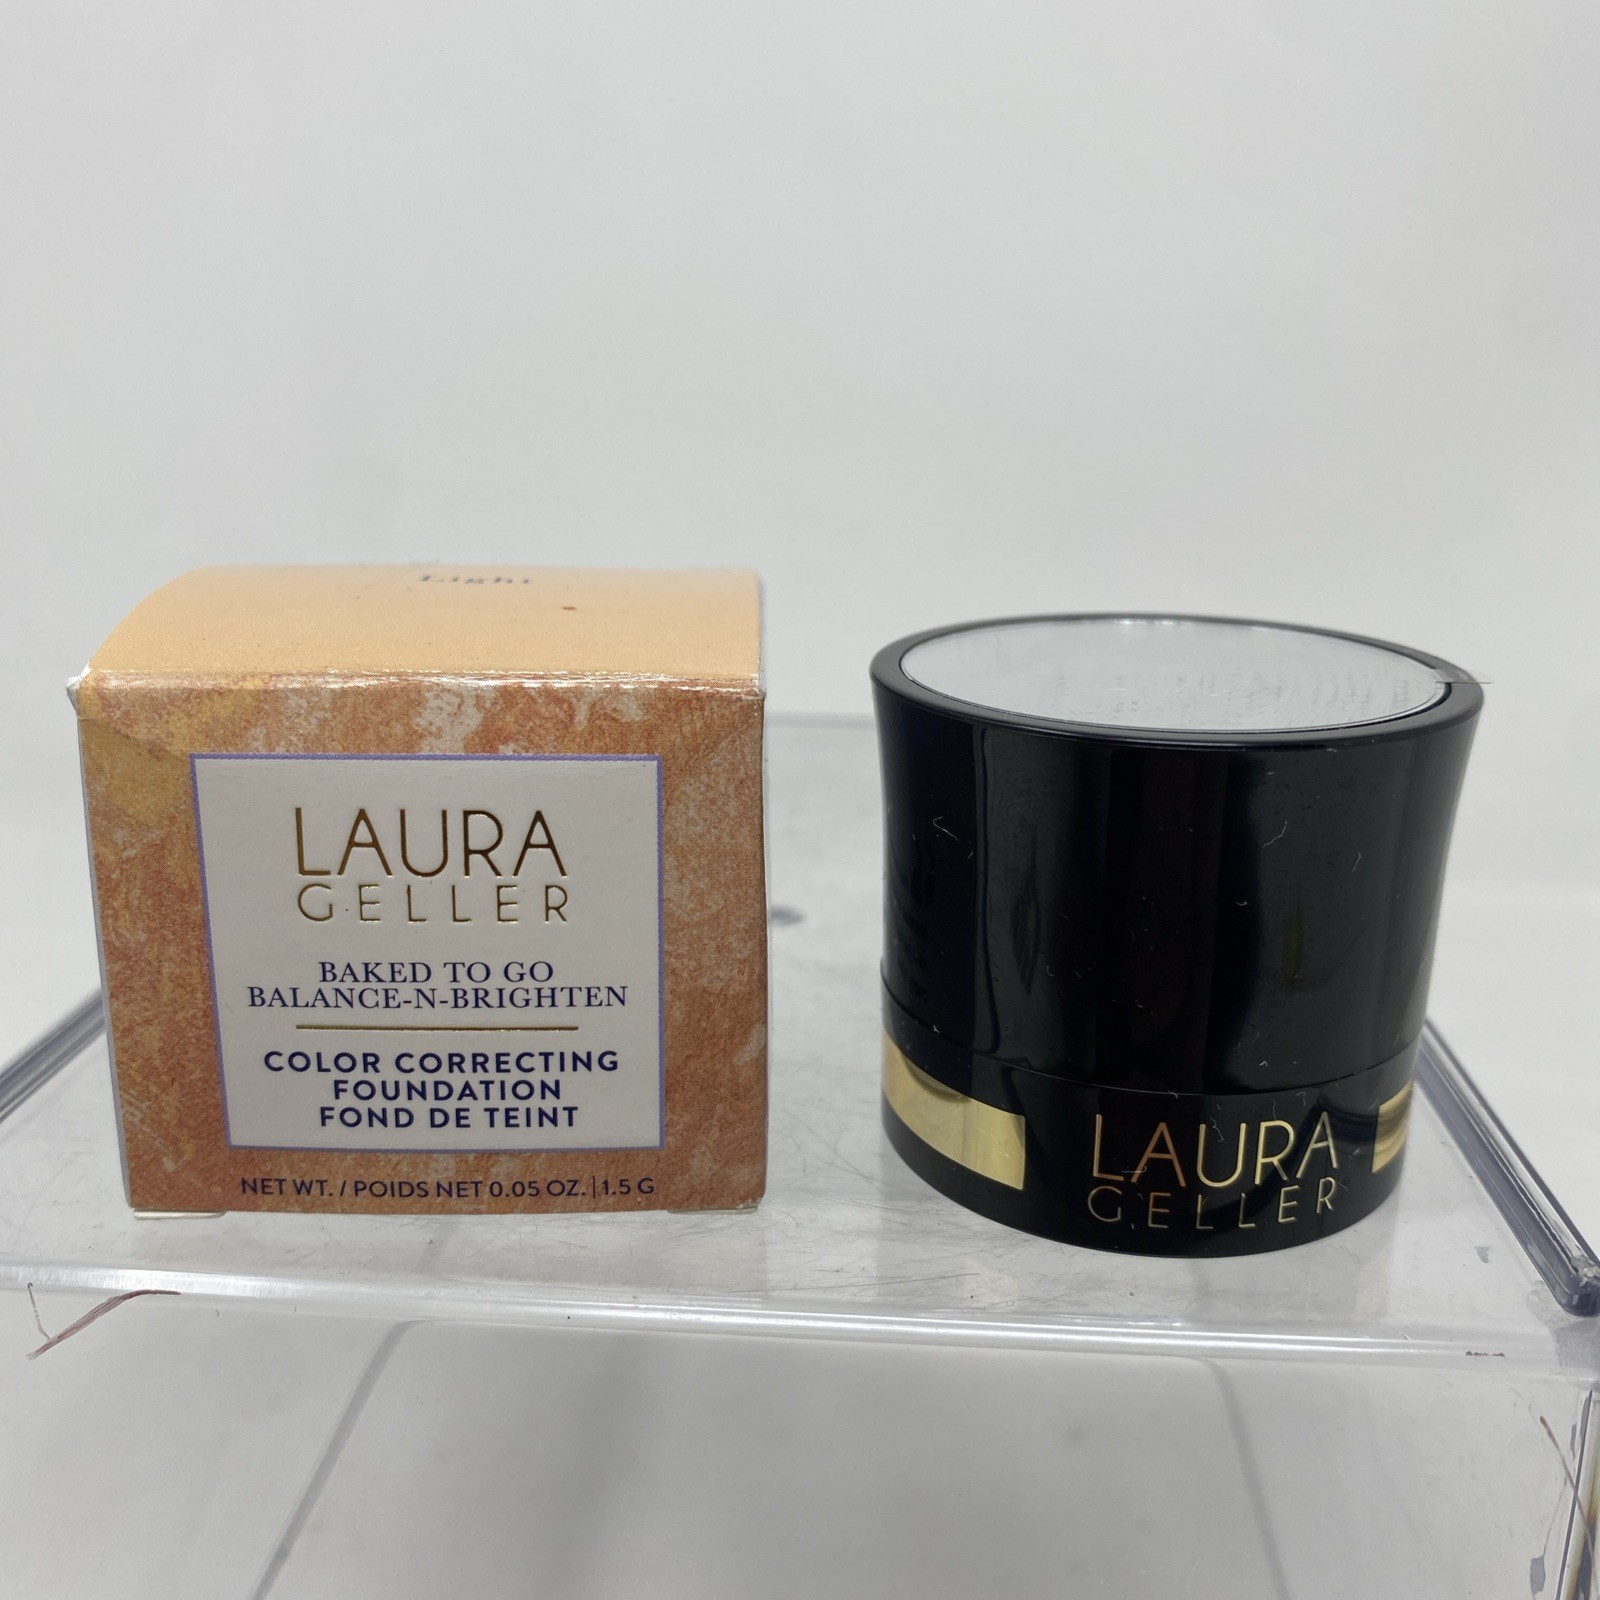 Light
LAURA
GELLER
BAKED TO GO
BALANCE-N-BRIGHTEN
COLOR CORRECTING
FOUNDATION
FOND DE TEINT
NET WT. / POIDS NET 0.05 OZ. | 1.5 G
LAURA
GELLER